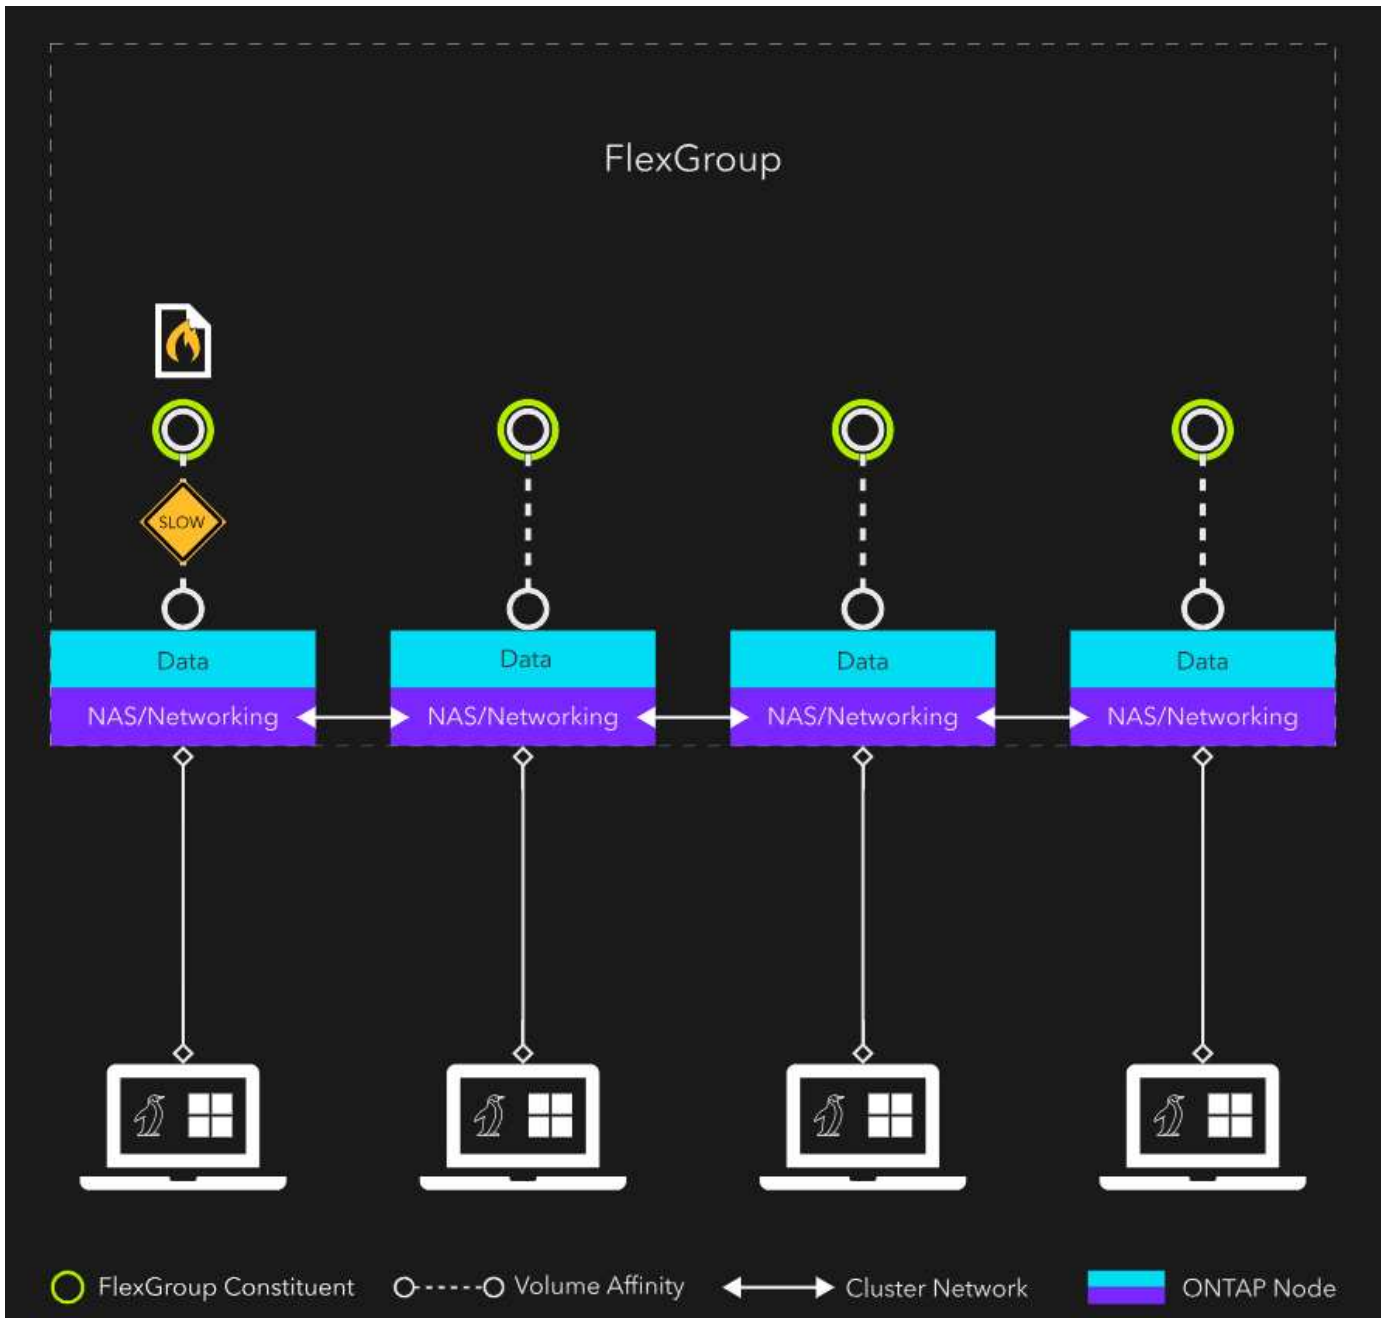 FlexGroup
SLOW
Data Data Data Data
NAS/Networking NAS/Networking NAS/Networking NAS/Networking
FlexGroup Constituent Volume Affinity Cluster Network ONTAP Node